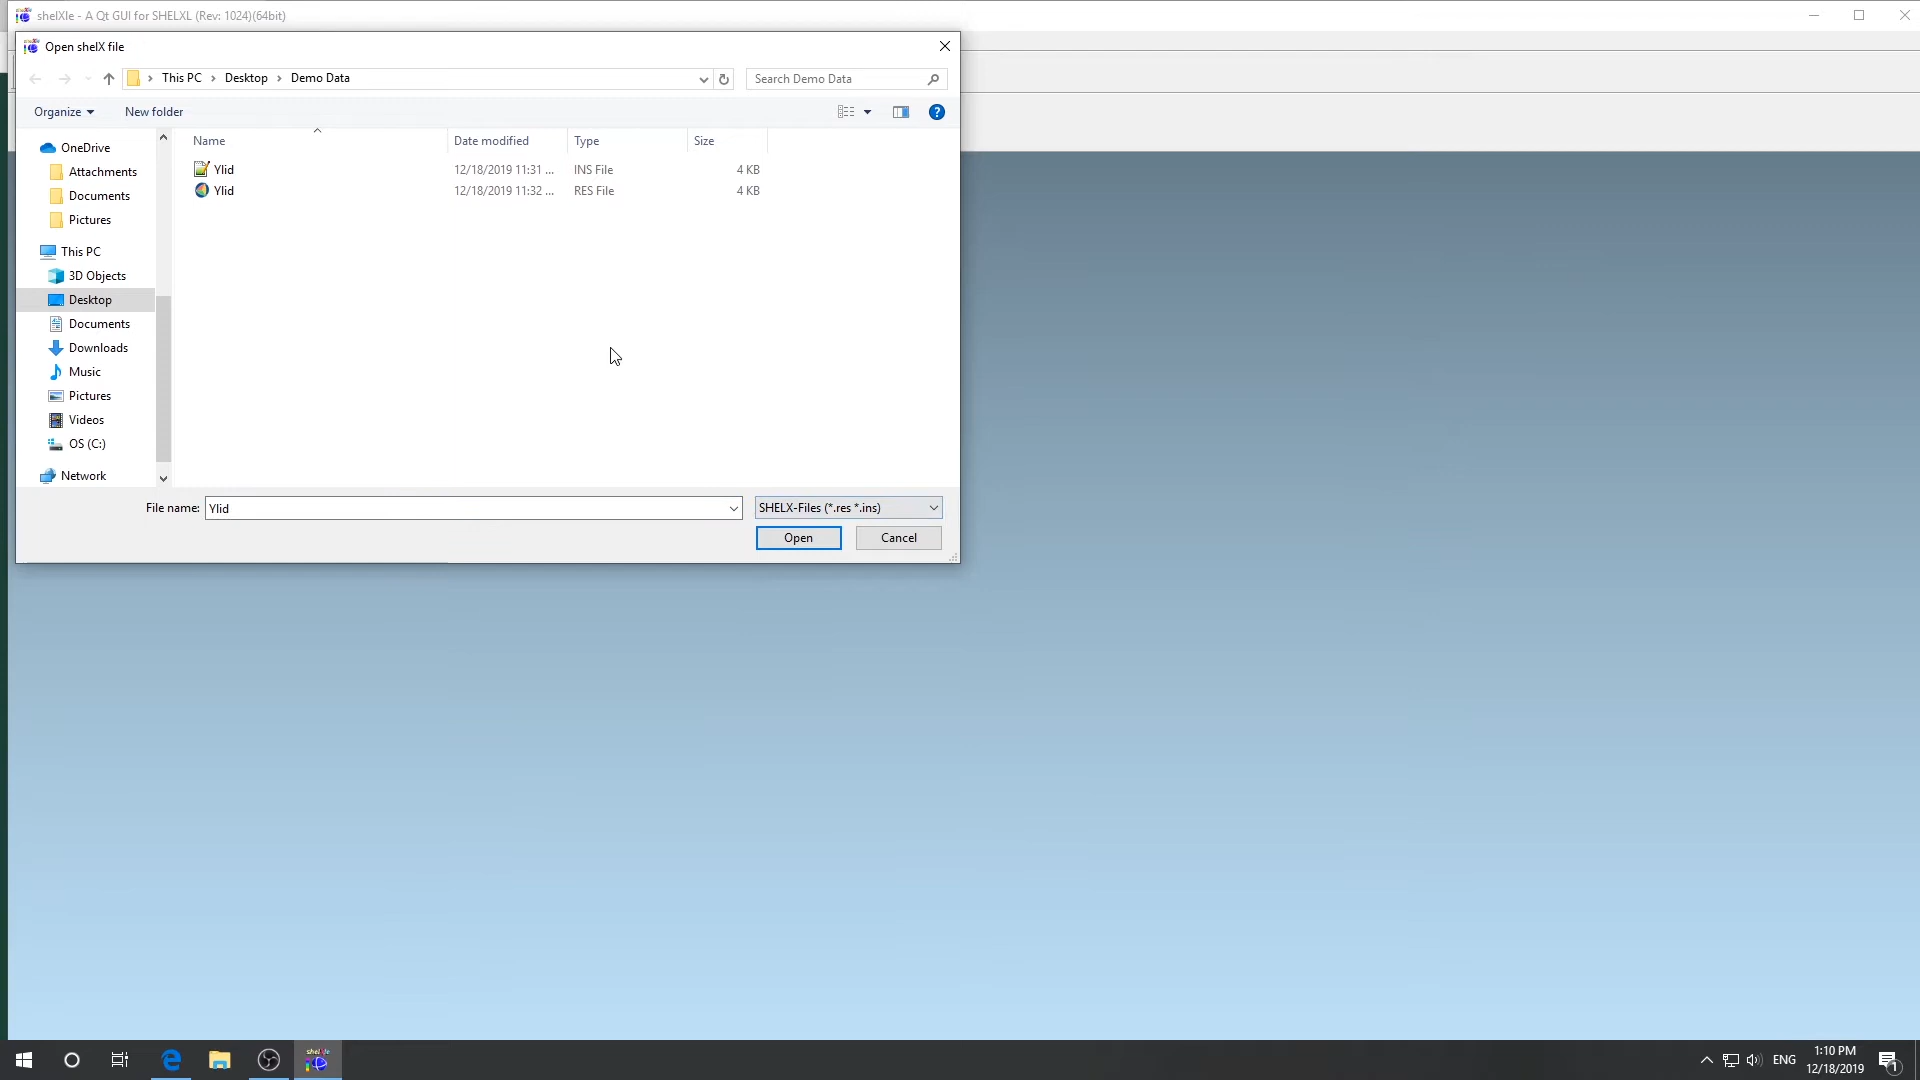 shelXle - A Qt GUI for SHELXL (Rev: 1024)(64bit)
Open shelX file
This PC > Desktop > Demo Data
Search Demo Data
Organize
New folder
Name
Date modified
Type
Size
Ylid
12/18/2019 11:31 ...
INS File
4 KB
Ylid
12/18/2019 11:32 ...
RES File
4 KB
OneDrive
Attachments
Documents
Pictures
This PC
3D Objects
Desktop
Documents
Downloads
Music
Pictures
Videos
OS (C:)
Network
File name:
Ylid
SHELX-Files (*.res *.ins)
Open
Cancel
ENG
1:10 PM
12/18/2019
1